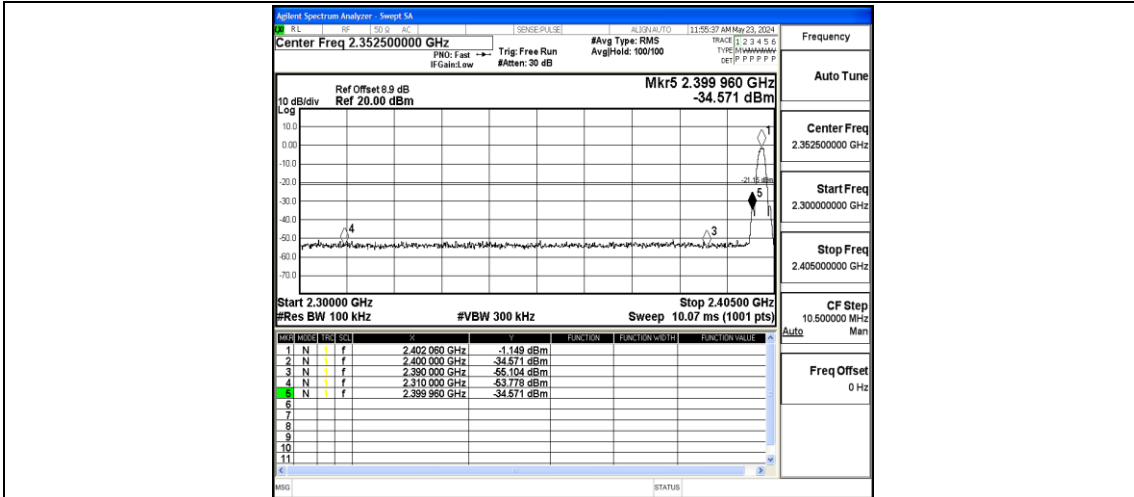 Agilent Spectrum Analyzer - Swept SA
RL RF 50 Ω AC SENSE:PULSE ALIGN AUTO 11:55:37 AM May 23, 2024
Center Freq 2.352500000 GHz
#Avg Type: RMS
TRACE 1 2 3 4 5 6
PNO: Fast Trig: Free Run Avg|Hold: 100/100
TYPE M
IFGain:Low #Atten: 30 dB
DET P P P P P P
Mkr5 2.399 960 GHz
-34.571 dBm
Ref Offset 8.9 dB
10 dB/div Ref 20.00 dBm
Log
10.0
0.00
-10.0
-20.0
-30.0
-40.0
-50.0
-60.0
-70.0
1
-21.15 dBm
5
4
3
Start 2.30000 GHz Stop 2.40500 GHz
#Res BW 100 kHz #VBW 300 kHz Sweep 10.07 ms (1001 pts)
MKR MODE TRC SCL X Y FUNCTION FUNCTION WIDTH FUNCTION VALUE
1 N 1 f 2.402 060 GHz -1.149 dBm
2 N 1 f 2.400 000 GHz -34.571 dBm
3 N 1 f 2.390 000 GHz -55.104 dBm
4 N 1 f 2.310 000 GHz -53.778 dBm
5 N 1 f 2.399 960 GHz -34.571 dBm
6
7
8
9
10
11
MSG STATUS
Frequency
Auto Tune
Center Freq
2.352500000 GHz
Start Freq
2.300000000 GHz
Stop Freq
2.405000000 GHz
CF Step
10.500000 MHz
Auto Man
Freq Offset
0 Hz